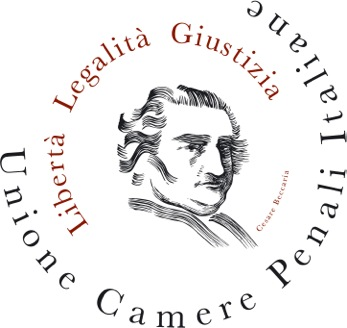 Libertà Legalità Giustizia
Unione Camere Penali Italiane
Cesare Beccaria